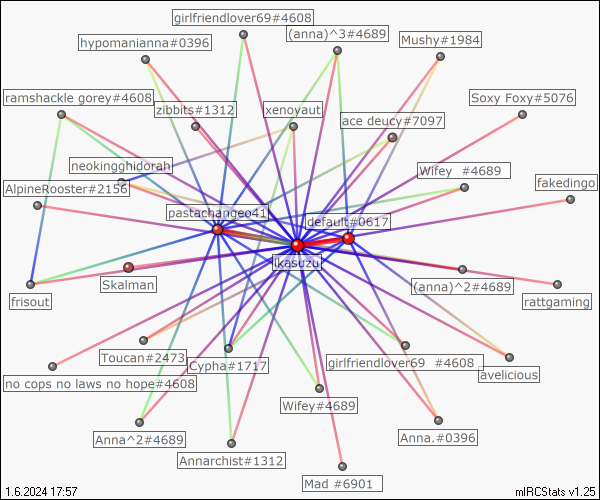 girlfriendlover69#4608
(anna)^3#4689
Mushy#1984
hypomanianna#0396
ramshackle gorey#4608
Soxy Foxy#5076
zibbits#1312
xenoyaut
ace deucy#7097
neokingghidorah
Wifey  #4689
fakedingo
AlpineRooster#2156
pastachangeo41
default#0617
ikasuzu
Skalman
(anna)^2#4689
frisout
rattgaming
Toucan#2473
Cypha#1717
girlfriendlover69  #4608
avelicious
no cops no laws no hope#4608
Wifey#4689
Anna^2#4689
Anna.#0396
Annarchist#1312
Mad #6901
1.6.2024 17:57
mIRCStats v1.25